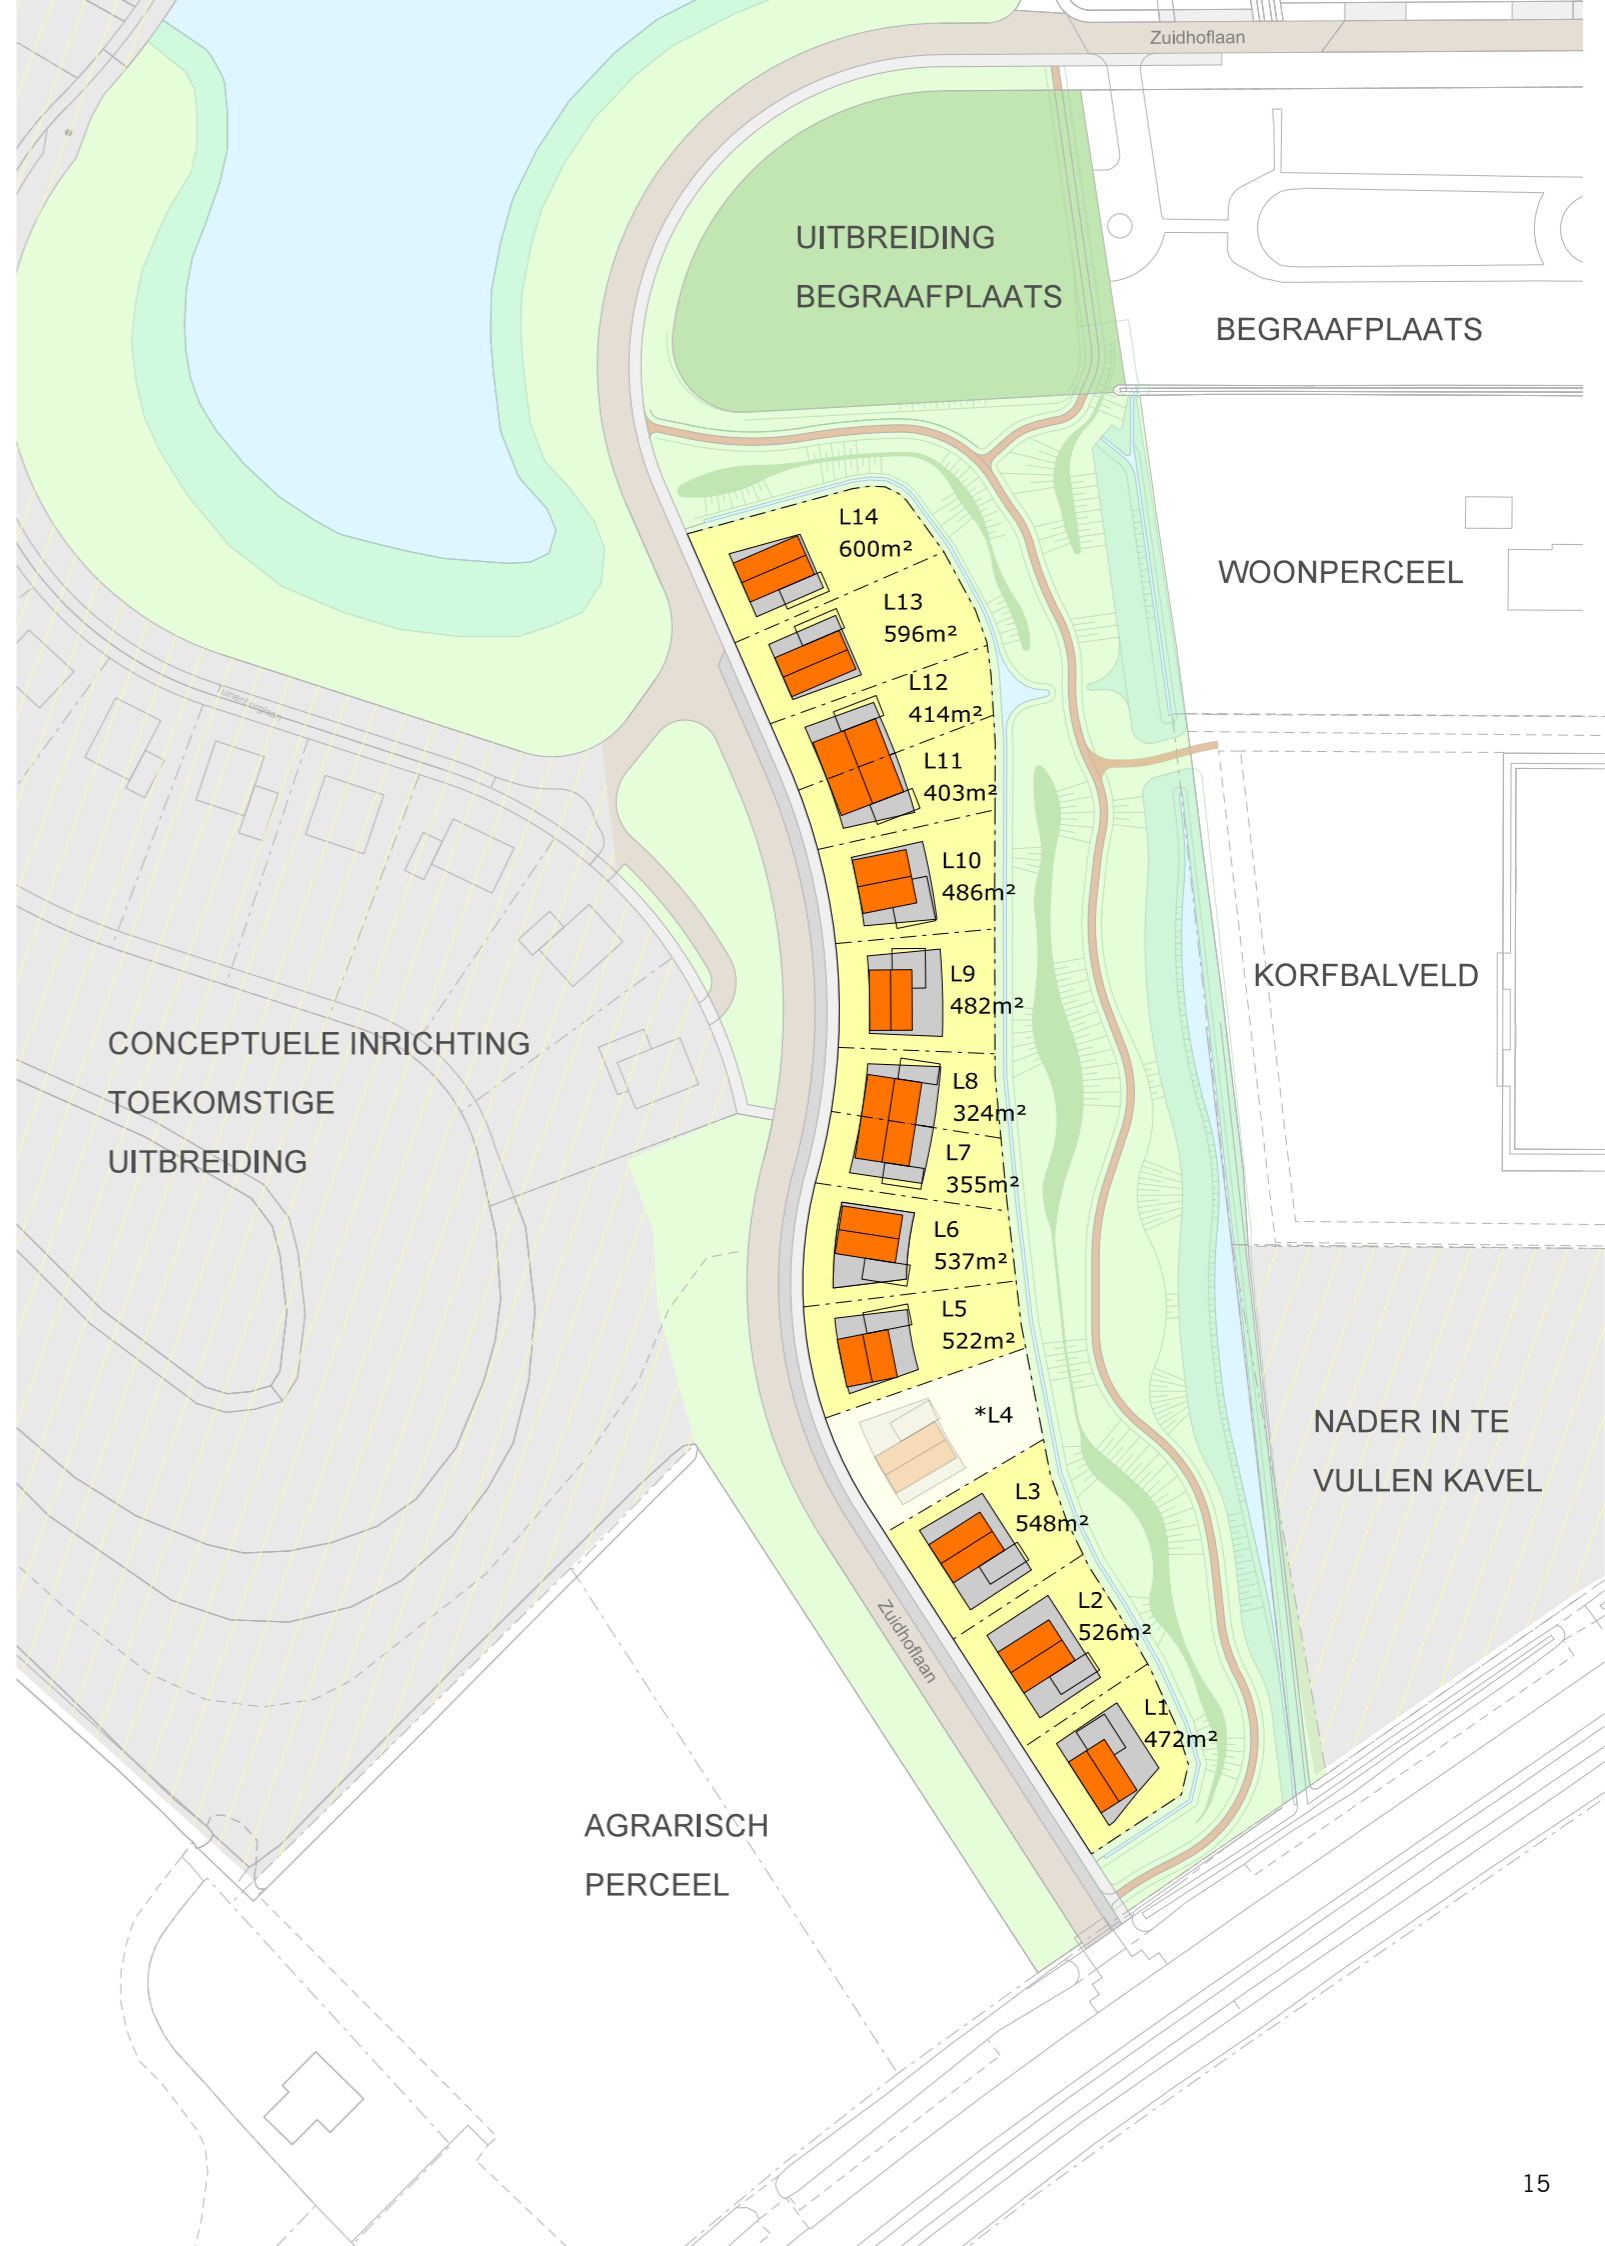 Zuidhoflaan
UITBREIDING
BEGRAAFPLAATS
BEGRAAFPLAATS
L14
600m²
WOONPERCEEL
L13
596m²
L12
414m²
L11
403m²
L10
486m²
L9
482m²
KORFBALVELD
CONCEPTUELE INRICHTING
TOEKOMSTIGE
UITBREIDING
L8
324m²
L7
355m²
L6
537m²
L5
522m²
*L4
NADER IN TE
VULLEN KAVEL
L3
548m²
L2
526m²
Zuidhoflaan
L1
472m²
AGRARISCH
PERCEEL
15